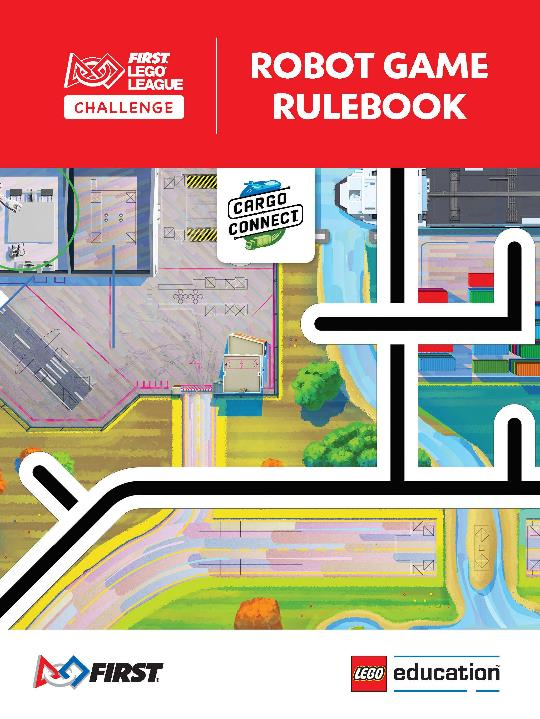 FIRST
LEGO
LEAGUE
CHALLENGE
ROBOT GAME
RULEBOOK
CARGO
CONNECT
FIRST
LEGO education